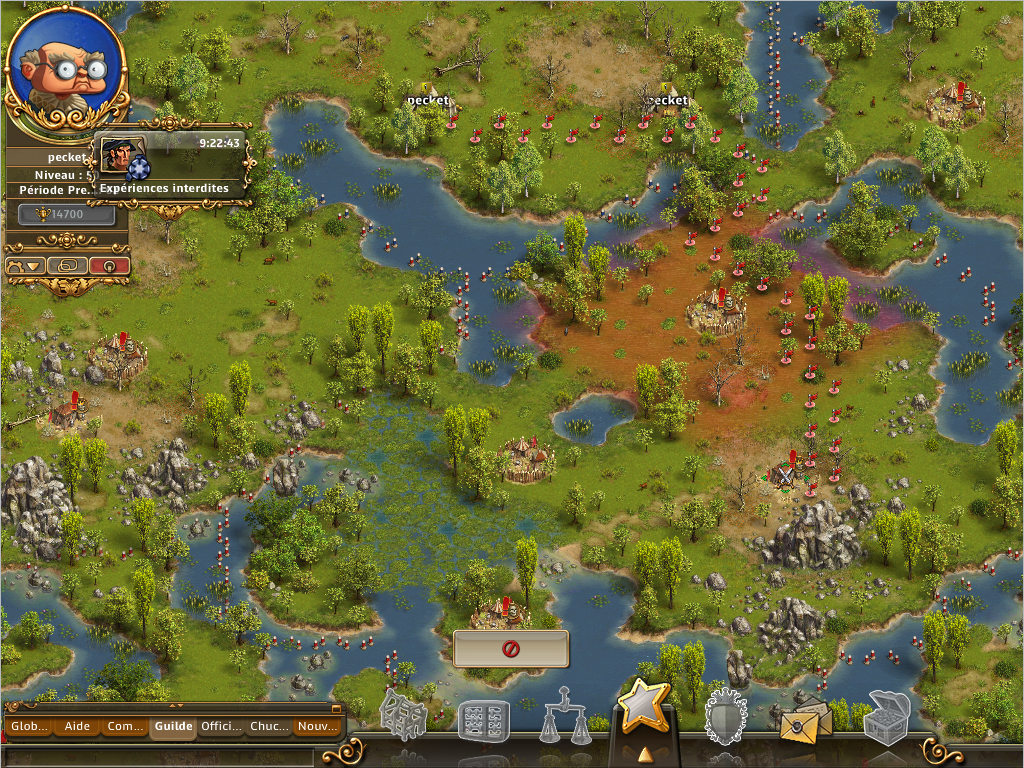 pecket
pecket
9:22:43
pecket
Expériences interdites
Niveau : 5
Période Pre...
14700
Glob...
Aide
Com...
Guilde
Offici...
Chuc...
Nouv...